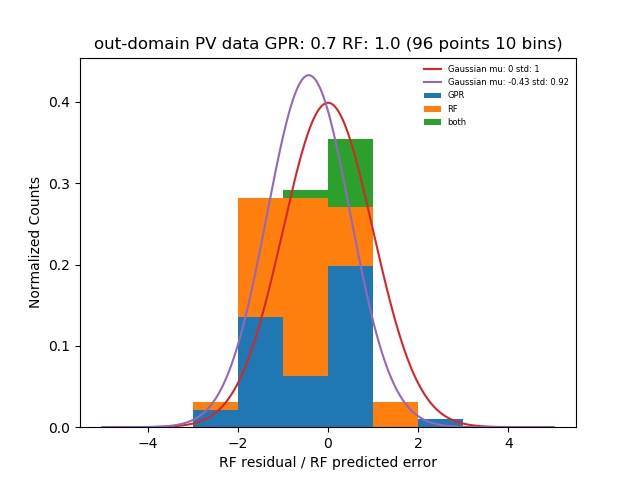 out-domain PV data GPR: 0.7 RF: 1.0 (96 points 10 bins)
Gaussian mu: 0 std: 1
Gaussian mu: -0.43 std: 0.92
GPR
RF
both
Normalized Counts
0.4
0.3
0.2
0.1
0.0
−4
−2
0
2
4
RF residual / RF predicted error